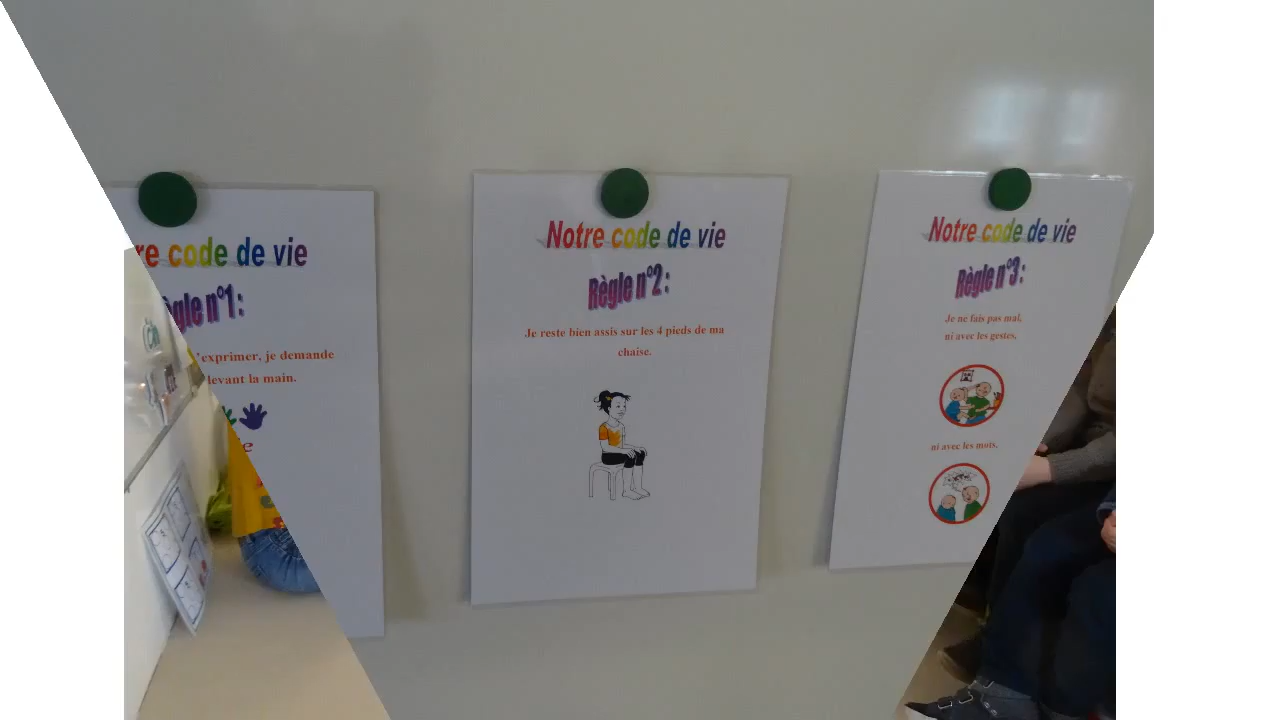 re code de vie
ègle n°1:
'exprimer, je demande
levant la main.
Notre code de vie
Règle n°2:
Je reste bien assis sur les 4 pieds de ma
chaise.
Notre code de vie
Règle n°3:
Je ne fais pas mal,
ni avec les gestes,
ni avec les mots.